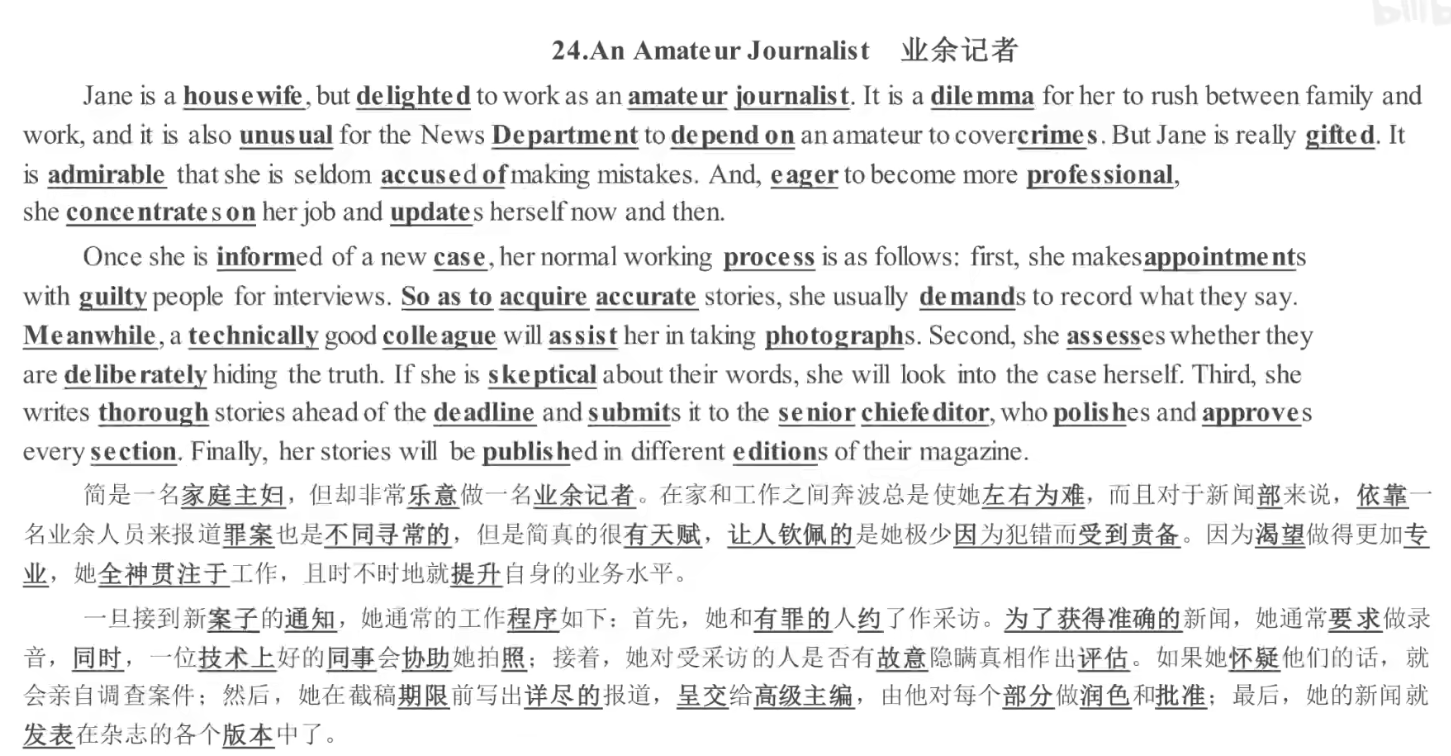 24.An Amateur Journalist 业余记者
Jane is a housewife, but delighted to work as an amateur journalist. It is a dilemma for her to rush between family and
work, and it is also unusual for the News Department to depend on an amateur to cover crimes. But Jane is really gifted. It
is admirable that she is seldom accused of making mistakes. And, eager to become more professional,
she concentrates on her job and updates herself now and then.
Once she is informed of a new case, her normal working process is as follows: first, she makes appointments
with guilty people for interviews. So as to acquire accurate stories, she usually demands to record what they say.
Meanwhile, a technically good colleague will assist her in taking photographs. Second, she assesses whether they
are deliberately hiding the truth. If she is skeptical about their words, she will look into the case herself. Third, she
writes thorough stories ahead of the deadline and submits it to the senior chief editor, who polishes and approves
every section. Finally, her stories will be published in different editions of their magazine.
简是一名家庭主妇，但却非常乐意做一名业余记者。在家和工作之间奔波总是使她左右为难，而且对于新闻部来说，依靠一
名业余人员来报道罪案也是不同寻常的，但是简真的很有天赋，让人钦佩的是她极少因为犯错而受到责备。因为渴望做得更加专
业，她全神贯注于工作，且时不时地就提升自身的业务水平。
一旦接到新案子的通知，她通常的工作程序如下：首先，她和有罪的人约了作采访。为了获得准确的新闻，她通常要求做录
音，同时，一位技术上好的同事会协助她拍照；接着，她对受采访的人是否有故意隐瞒真相作出评估。如果她怀疑他们的话，就
会亲自调查案件；然后，她在截稿期限前写出详尽的报道，呈交给高级主编，由他对每个部分做润色和批准；最后，她的新闻就
发表在杂志的各个版本中了。